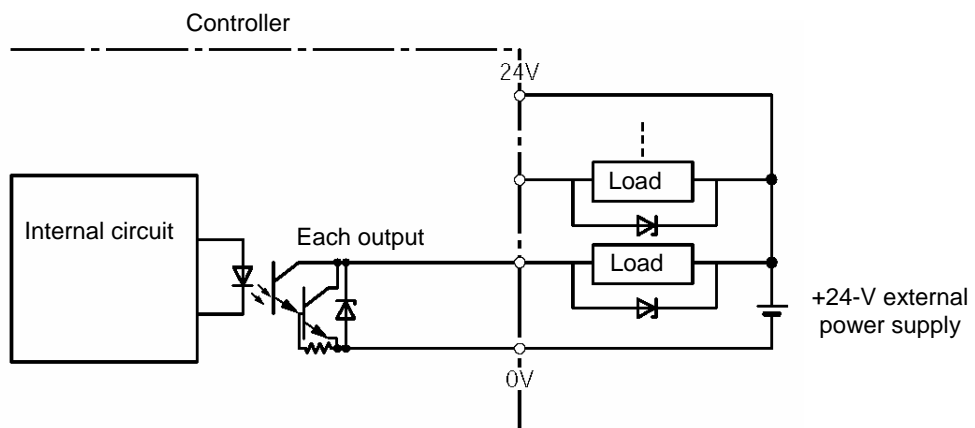 Controller
24V
Load
Internal circuit
Each output
Load
+24-V external
power supply
0V